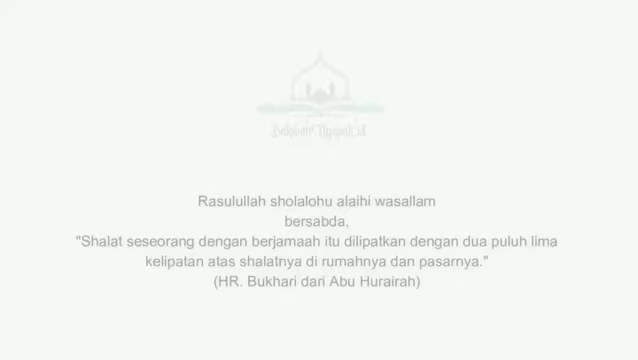 Rasulullah sholalohu alaihi wasallam
bersabda,
"Shalat seseorang dengan berjamaah itu dilipatkan dengan dua puluh lima
kelipatan atas shalatnya di rumahnya dan pasarnya."
(HR. Bukhari dari Abu Hurairah)